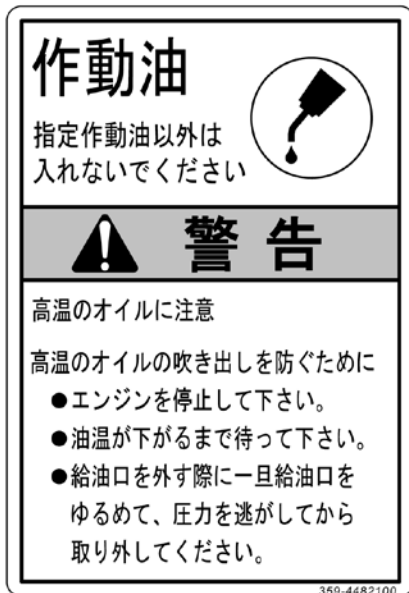 作動油
指定作動油以外は
入れないでください
警告
高温のオイルに注意
高温のオイルの吹き出しを防ぐために
●エンジンを停止して下さい。
●油温が下がるまで待って下さい。
●給油口を外す際に一旦給油口を
ゆるめて、圧力を逃がしてから
取り外してください。
359-4482100